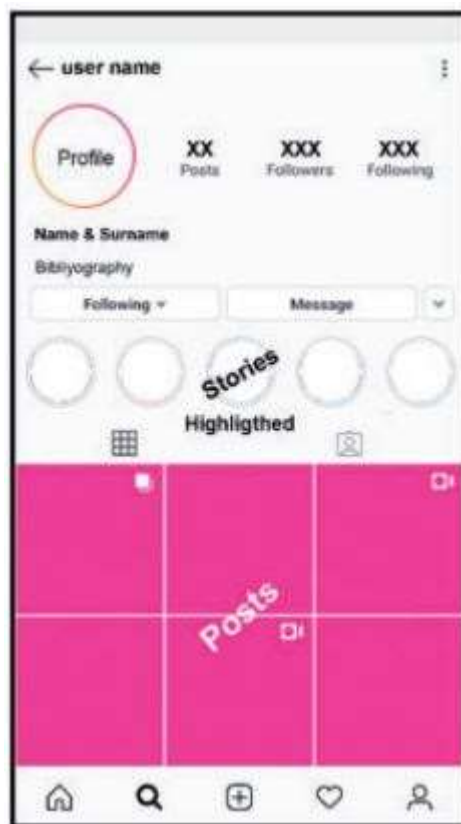 user name
Profile
XX XXX XXX
Posts Followers Following
Name & Surname
Bibliyography
Following Message
Stories
Highligthed
Posts